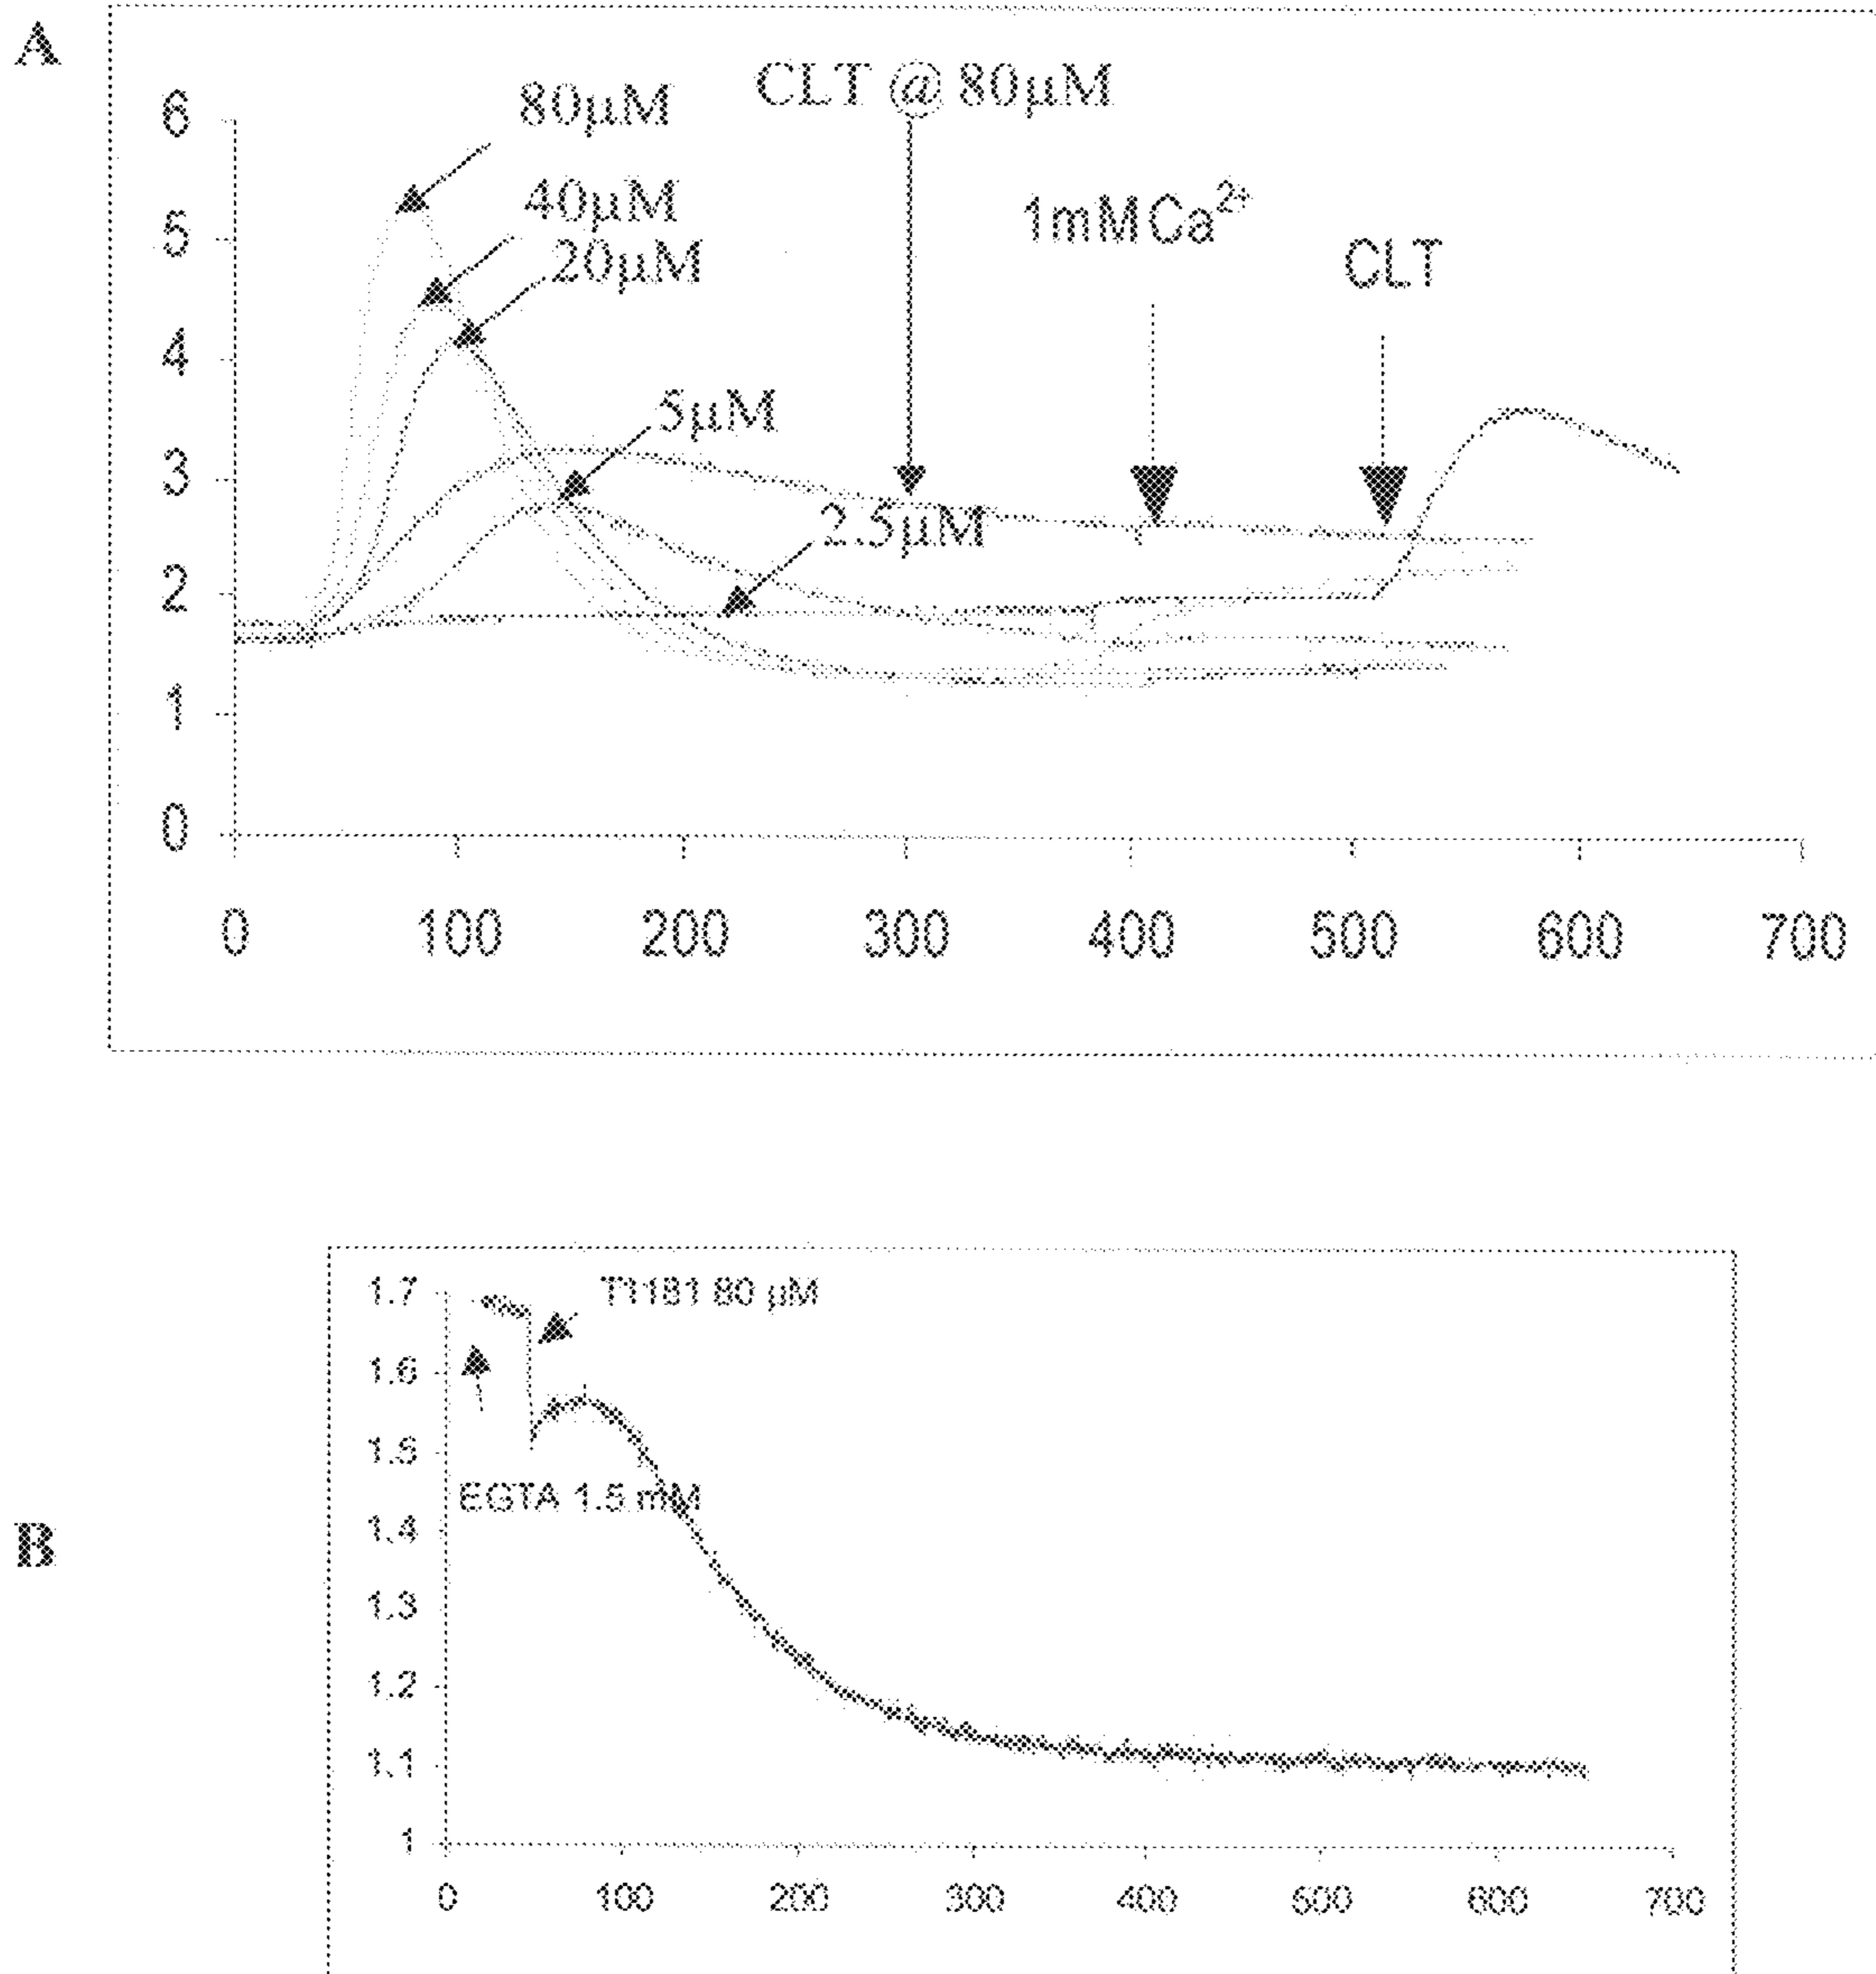 A
80µM
CLT @ 80µM
40µM
1mMCa²⁺
20µM
CLT
5µM
2.5µM
6
5
4
3
2
1
0
0 100 200 300 400 500 600 700
B
T1181 80 µM
EGTA 1.5 mM
1.7
1.6
1.5
1.4
1.3
1.2
1.1
1
0 100 200 300 400 500 600 700